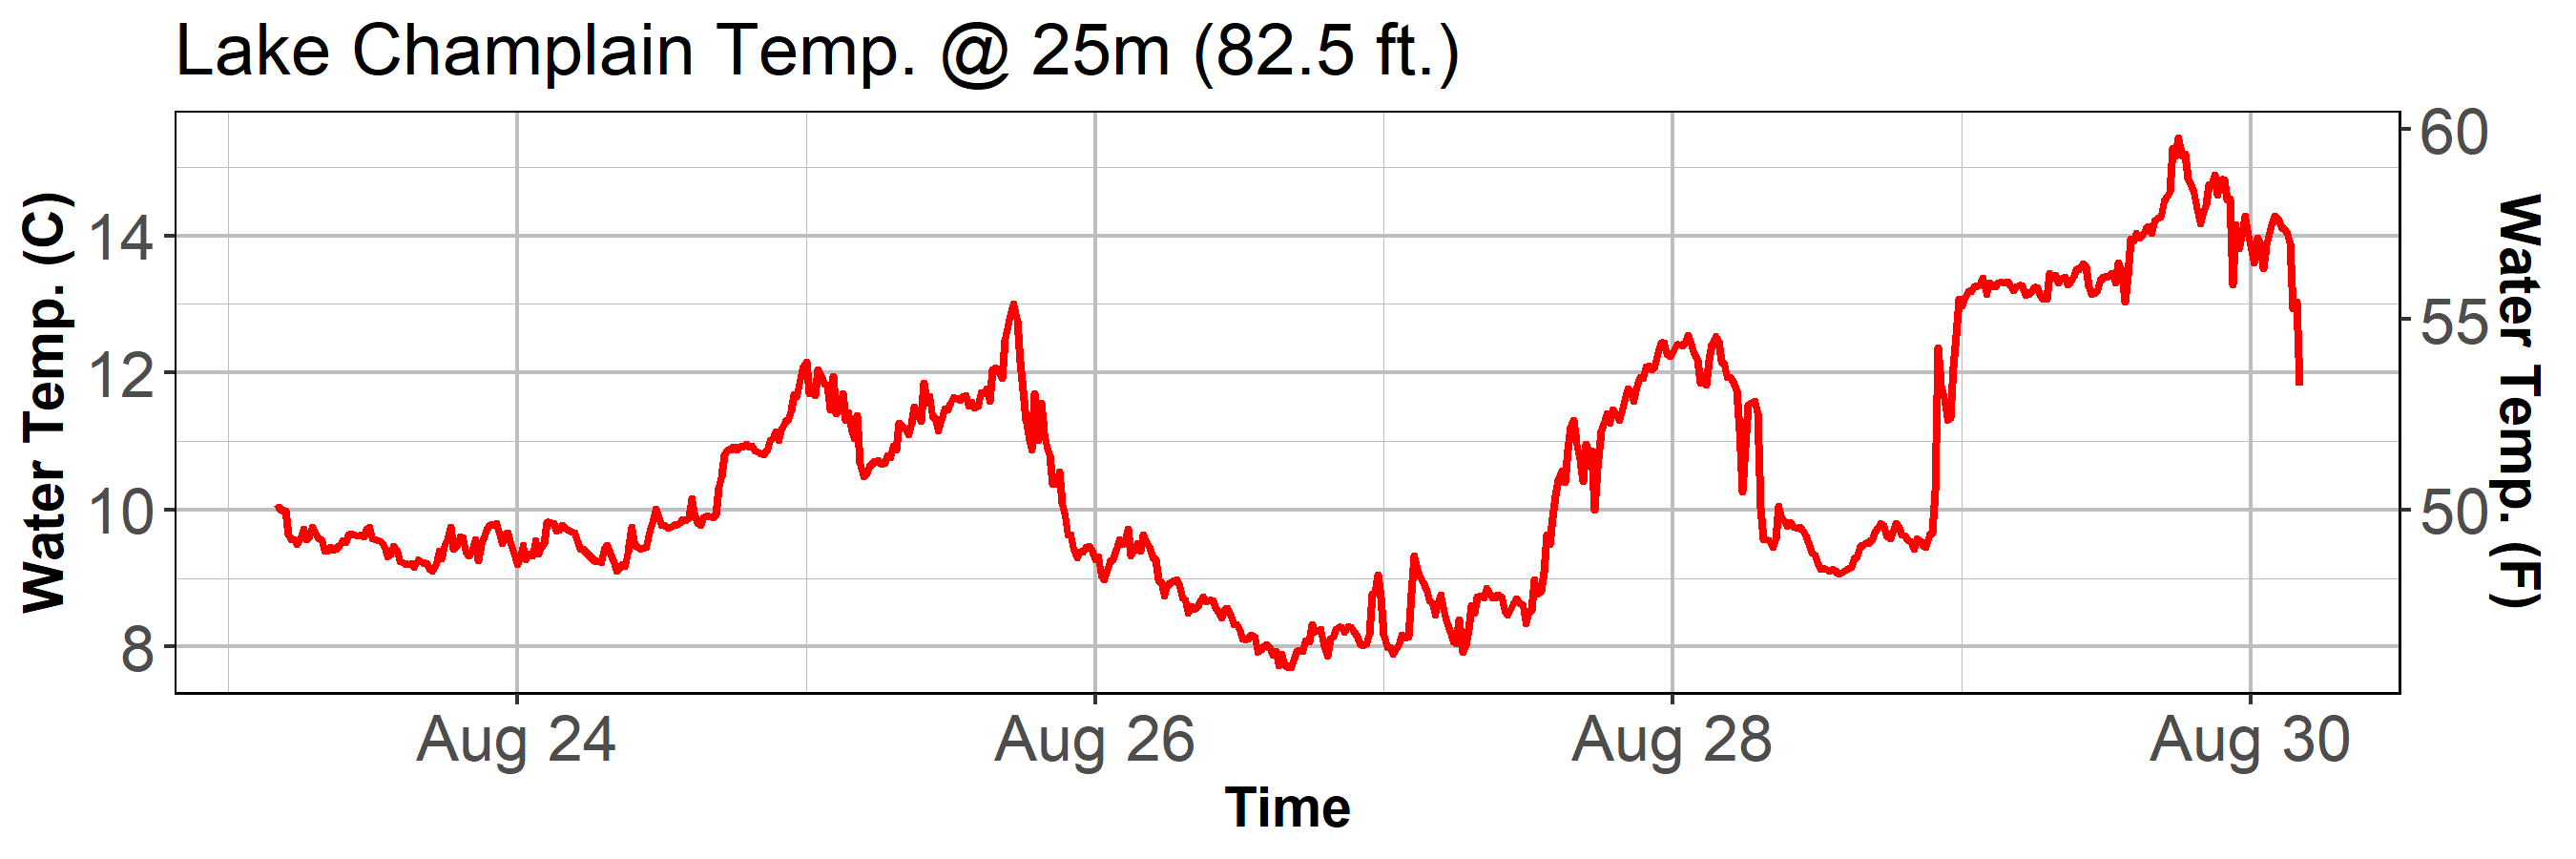 Lake Champlain Temp. @ 25m (82.5 ft.)
Water Temp. (C)
14
12
10
8
60
55
50
Water Temp. (F)
Aug 24
Aug 26
Aug 28
Aug 30
Time